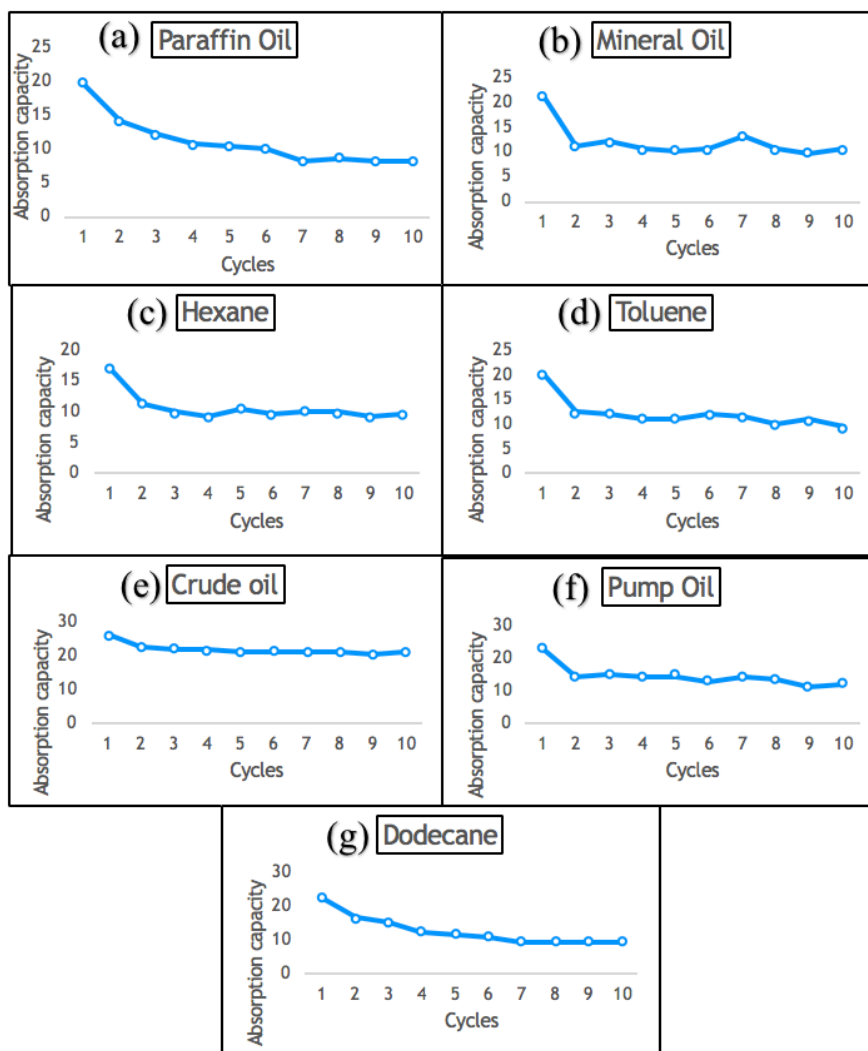 (a) Paraffin Oil
Absorption capacity
25
20
15
10
5
0
1 2 3 4 5 6 7 8 9 10
Cycles
(b) Mineral Oil
Absorption capacity
25
20
15
10
5
0
1 2 3 4 5 6 7 8 9 10
Cycles
(c) Hexane
Absorption capacity
20
15
10
5
0
1 2 3 4 5 6 7 8 9 10
Cycles
(d) Toluene
Absorption capacity
25
20
15
10
5
0
1 2 3 4 5 6 7 8 9 10
Cycles
(e) Crude oil
Absorption capacity
30
20
10
0
1 2 3 4 5 6 7 8 9 10
Cycles
(f) Pump Oil
Absorption capacity
30
20
10
0
1 2 3 4 5 6 7 8 9 10
Cycles
(g) Dodecane
Absorption capacity
30
20
10
0
1 2 3 4 5 6 7 8 9 10
Cycles